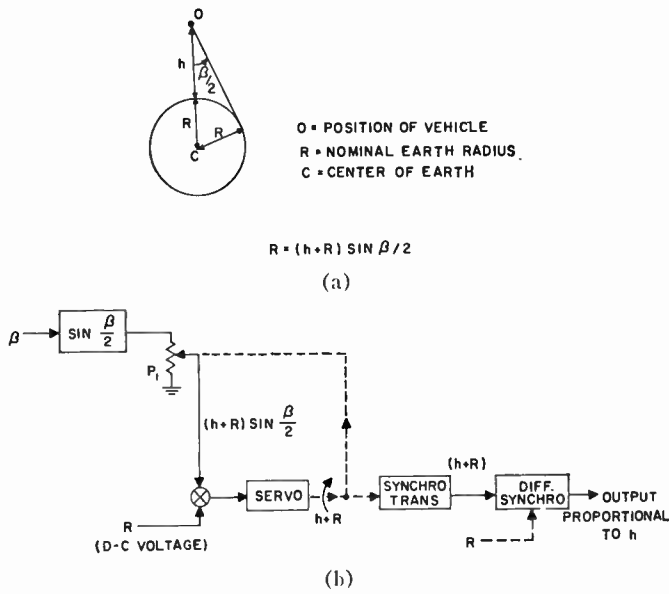 O
h
β/2
R
R
C
O = POSITION OF VEHICLE
R = NOMINAL EARTH RADIUS
C = CENTER OF EARTH
R = (h+R) SIN β/2
(a)
β
SIN β/2
P₁
(h+R) SIN β/2
R
(D-C VOLTAGE)
SERVO
h+R
SYNCHRO
TRANS
(h+R)
DIFF.
SYNCHRO
R
OUTPUT
PROPORTIONAL
TO h
(b)